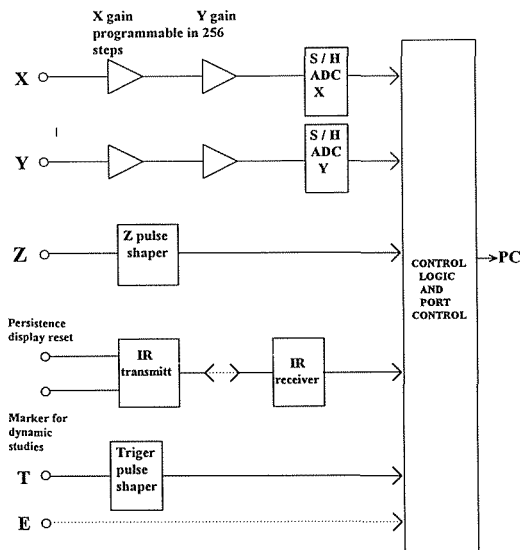 X gain Y gain
programmable in 256
steps
X
S / H
ADC
X
Y
S / H
ADC
Y
Z
Z pulse
shaper
CONTROL
LOGIC
AND
PORT
CONTROL
PC
Persistence
display reset
IR
transmitt
IR
receiver
Marker for
dynamic
studies
T
Triger
pulse
shaper
E